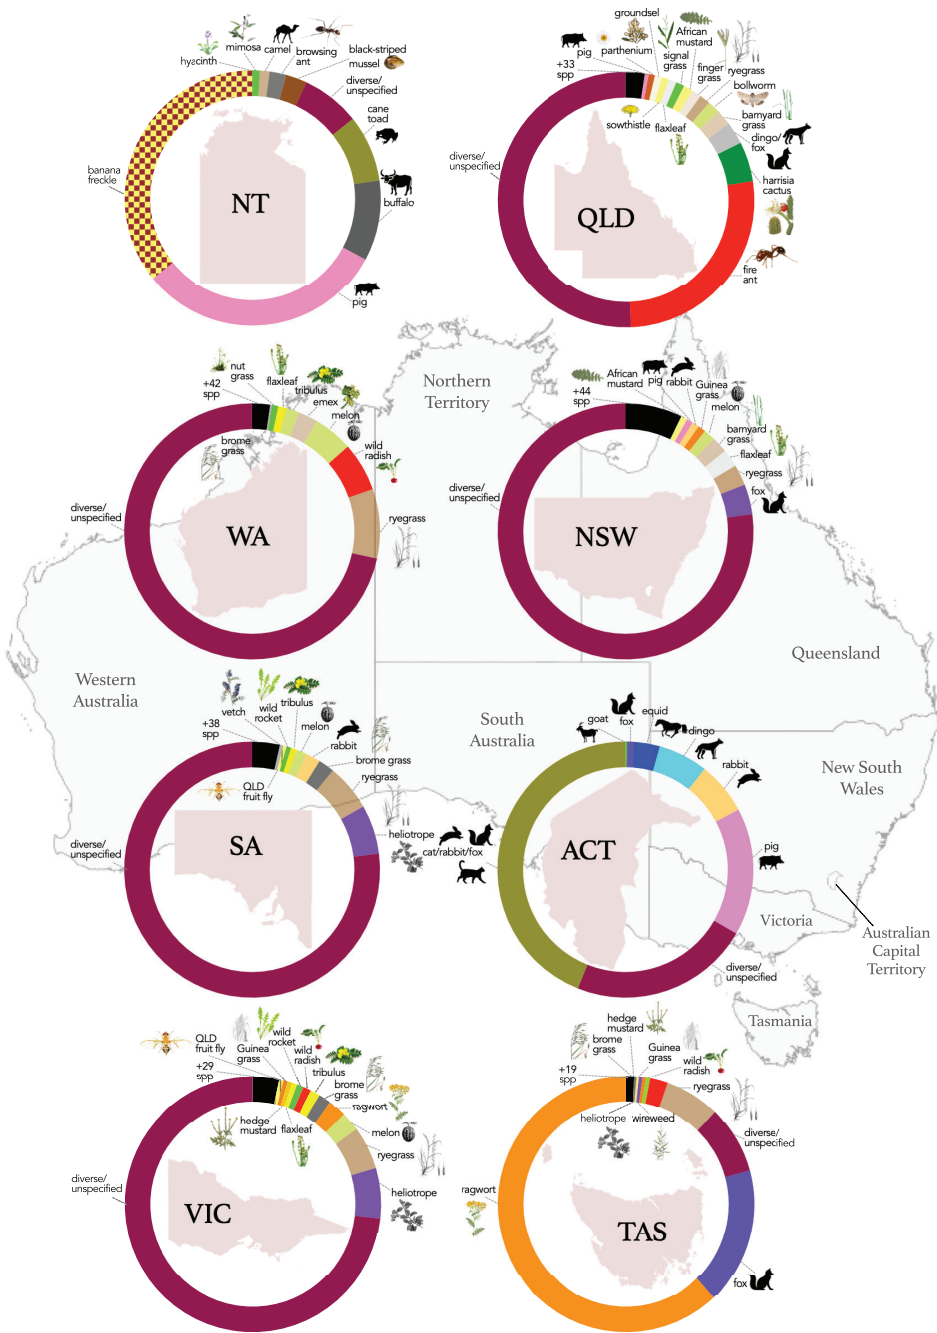 mimosa
camel
browsing
ant
black-striped
mussel
hyacinth
diverse/
unspecified
cane
toad
banana
freckle
buffalo
pig
NT
groundsel
African
mustard
pig
parthenium
signal
grass
finger
grass
ryegrass
+33
spp
bollworm
barnyard
grass
sowthistle
flaxleaf
dingo/
fox
diverse/
unspecified
harrisia
cactus
fire
ant
QLD
Northern
Territory
nut
grass
+42
spp
flaxleaf
tribulus
emex
melon
brome
grass
wild
radish
diverse/
unspecified
ryegrass
WA
African
mustard
pig
rabbit
Guinea
grass
+44
spp
melon
barnyard
grass
flaxleaf
ryegrass
fox
diverse/
unspecified
NSW
Queensland
Western
Australia
South
Australia
New South
Wales
Victoria
Australian
Capital
Territory
Tasmania
vetch
wild
rocket
tribulus
melon
rabbit
+38
spp
brome grass
QLD
fruit fly
ryegrass
heliotrope
diverse/
unspecified
SA
goat
fox
equid
dingo
rabbit
cat/rabbit/fox
pig
diverse/
unspecified
ACT
QLD
fruit fly
Guinea
grass
wild
rocket
wild
radish
tribulus
brome
grass
+29
spp
ragwort
hedge
mustard
flaxleaf
melon
ryegrass
diverse/
unspecified
heliotrope
VIC
hedge
mustard
brome
grass
Guinea
grass
wild
radish
+19
spp
ryegrass
heliotrope
wireweed
diverse/
unspecified
ragwort
fox
TAS